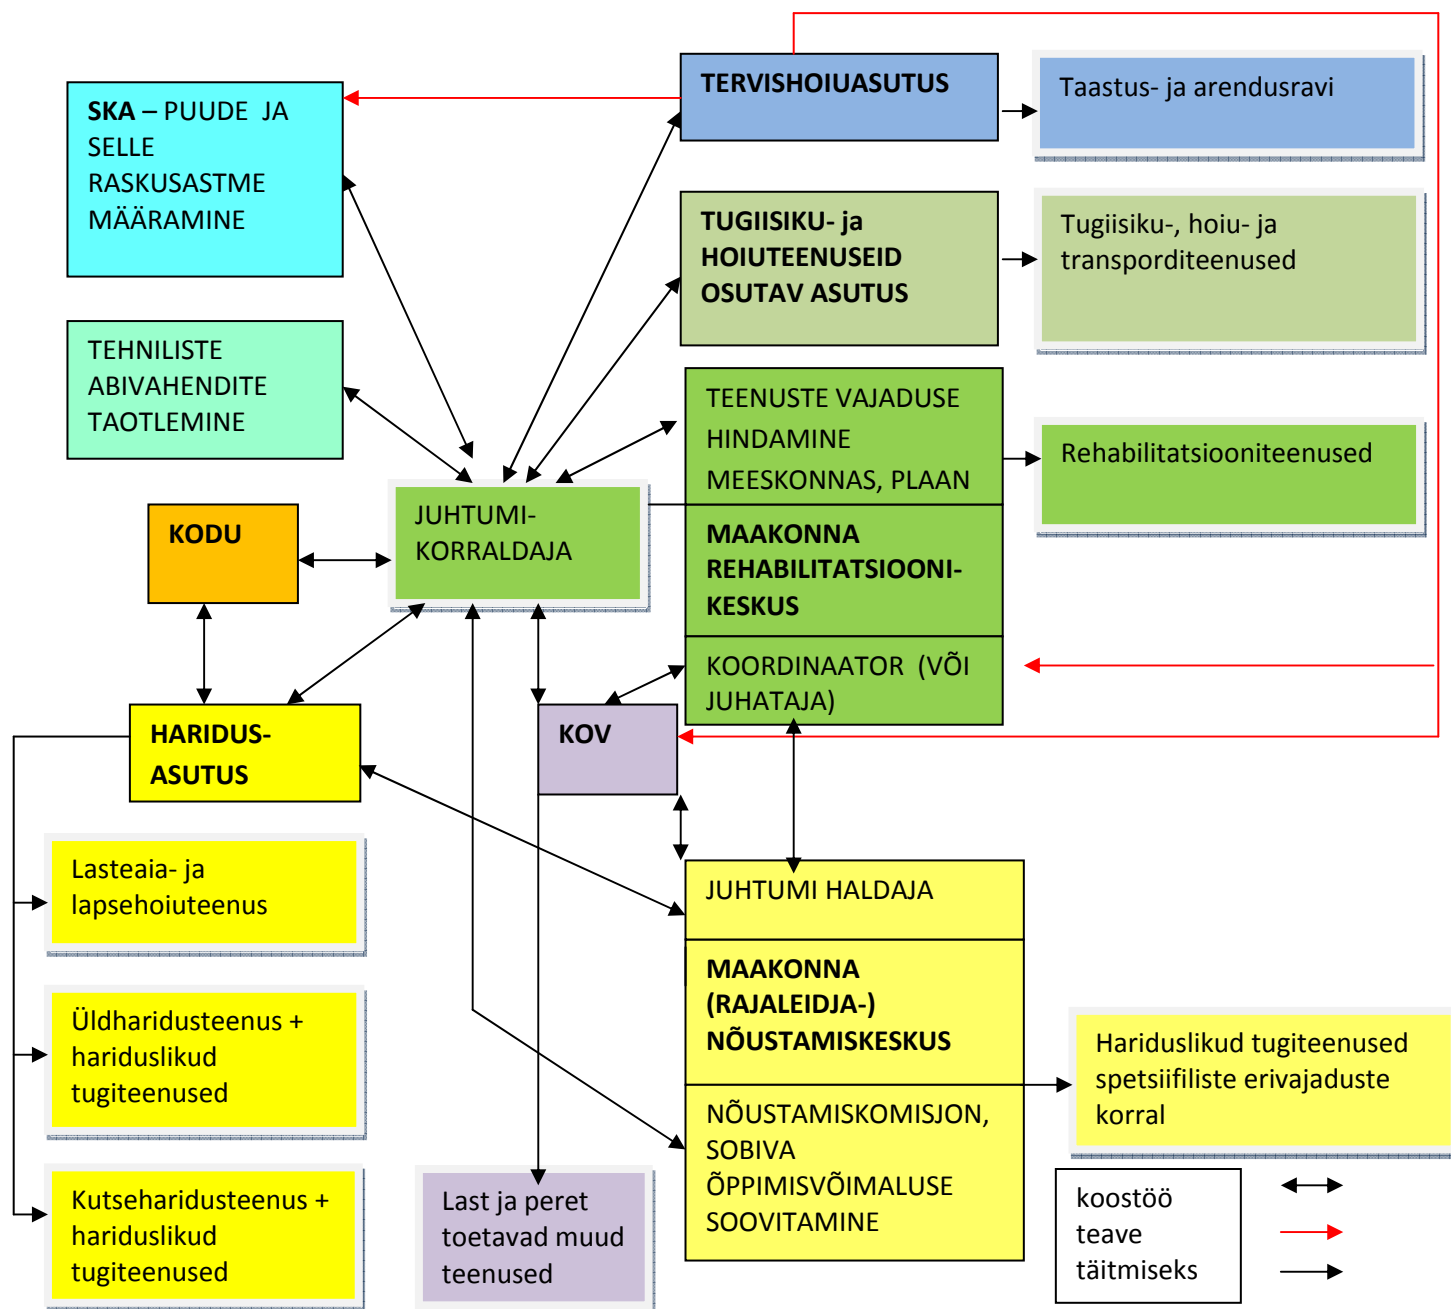 TERVISHOIUASUTUS
Taastus- ja arendusravi
SKA – PUUDE JA
SELLE
RASKUSASTME
MÄÄRAMINE
TUGIISIKU- ja
HOIUTEENUSEID
OSUTAV ASUTUS
Tugiisiku-, hoiu- ja
transporditeenused
TEHNILISTE
ABIVAHENDITE
TAOTLEMINE
TEENUSTE VAJADUSE
HINDAMINE
MEESKONNAS, PLAAN
Rehabilitatsiooniteenused
JUHTUMI-
KORRALDAJA
KODU
MAAKONNA
REHABILITATSIOONI-
KESKUS
KOORDINAATOR (VÕI
JUHATAJA)
HARIDUS-
ASUTUS
KOV
Lasteaia- ja
lapsehoiuteenus
JUHTUMI HALDAJA
MAAKONNA
(RAJALEIDJA-)
NÕUSTAMISKESKUS
Üldharidusteenus +
hariduslikud
tugiteenused
Hariduslikud tugiteenused
spetsiifiliste erivajaduste
korral
NÕUSTAMISKOMISJON,
SOBIVA
ÕPPIMISVÕIMALUSE
SOOVITAMINE
Kutseharidusteenus +
hariduslikud
tugiteenused
Last ja peret
toetavad muud
teenused
koostöö
teave
täitmiseks